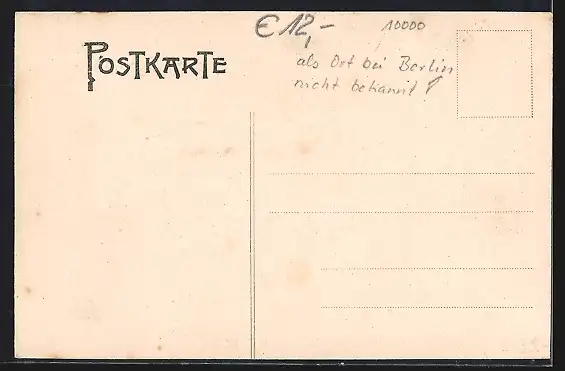 € 12,-
10000
POSTKARTE
als Ort bei Berlin
nicht bekannt!